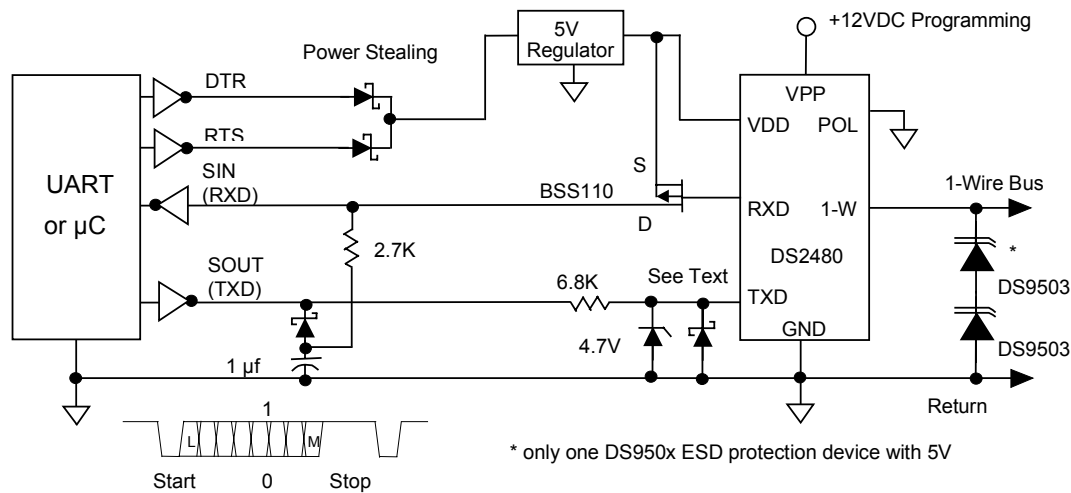 +12VDC Programming
5V
Regulator
Power Stealing
DTR
RTS
SIN
(RXD)
UART
or µC
SOUT
(TXD)
2.7K
1 µf
6.8K
See Text
4.7V
BSS110
S
D
VPP
VDD
POL
RXD
1-W
DS2480
TXD
GND
1-Wire Bus
*
DS9503
DS9503
Return
1
L
M
Start
0
Stop
* only one DS950x ESD protection device with 5V